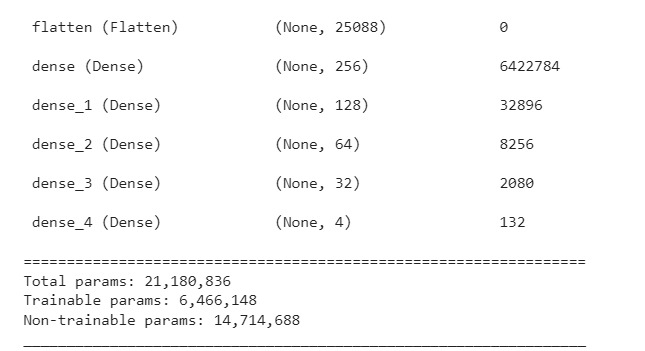 flatten (Flatten) (None, 25088) 0
dense (Dense) (None, 256) 6422784
dense_1 (Dense) (None, 128) 32896
dense_2 (Dense) (None, 64) 8256
dense_3 (Dense) (None, 32) 2080
dense_4 (Dense) (None, 4) 132
=================================================================
Total params: 21,180,836
Trainable params: 6,466,148
Non-trainable params: 14,714,688
_________________________________________________________________